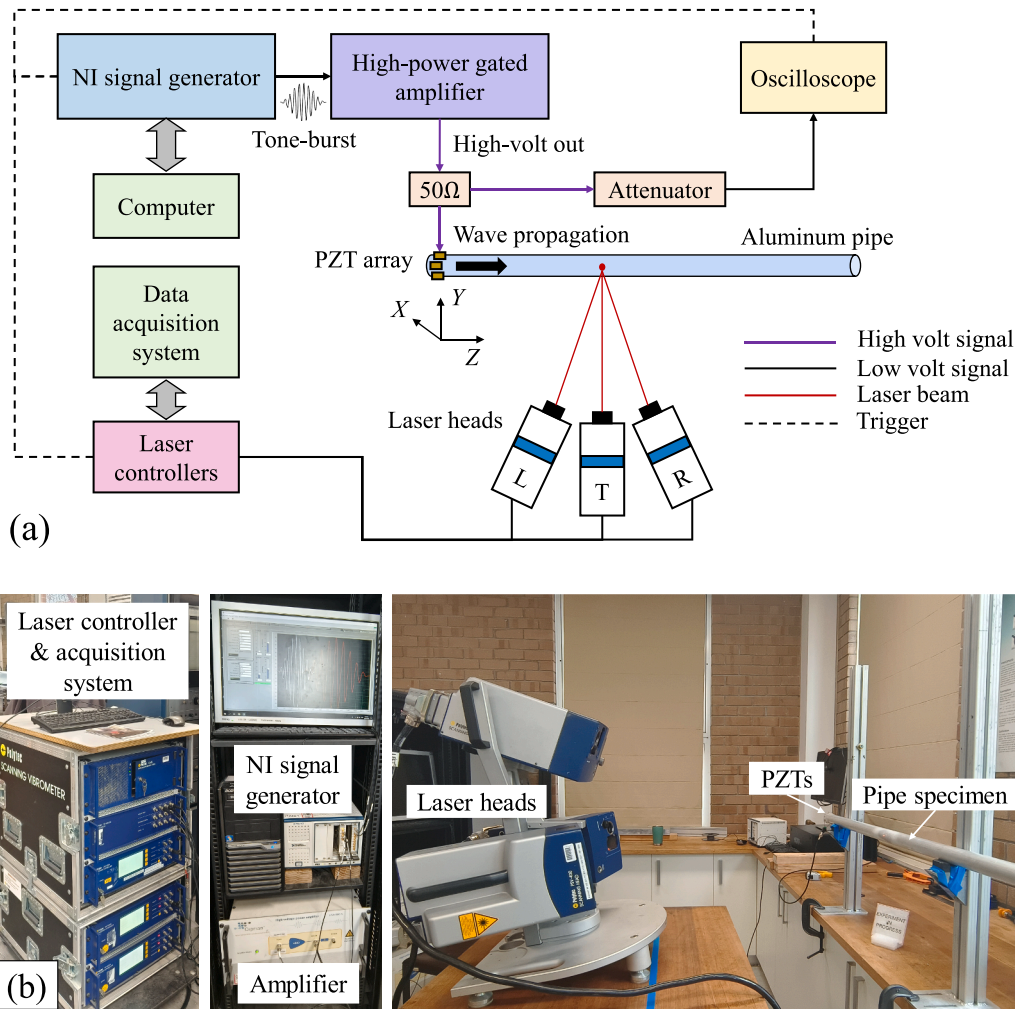 NI signal generator
Tone-burst
High-power gated
amplifier
High-volt out
Oscilloscope
50Ω
Attenuator
Computer
Wave propagation
Aluminum pipe
PZT array
Data
acquisition
system
X
Y
Z
High volt signal
Low volt signal
Laser beam
Trigger
Laser heads
L
T
R
Laser
controllers
(a)
Laser controller
& acquisition
system
Polytec
SCANNING VIBROMETER
NI signal
generator
Amplifier
Laser heads
PZTs
Pipe specimen
EXPERIMENT
IN
PROGRESS
(b)